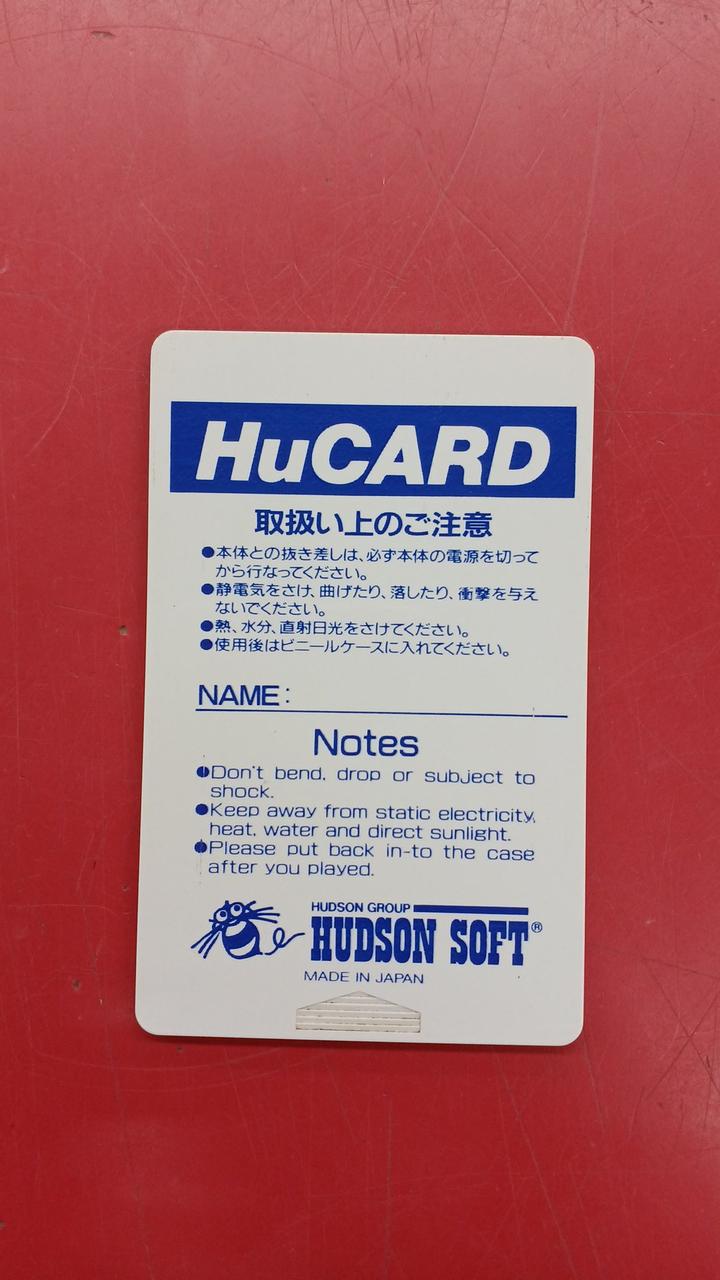 HuCARD
取扱い上のご注意
●本体との抜き差しは、必ず本体の電源を切って
から行なってください。
●静電気をさけ、曲げたり、落したり、衝撃を与え
ないでください。
●熱、水分、直射日光をさけてください。
●使用後はビニールケースに入れてください。
NAME:
Notes
●Don't bend, drop or subject to
shock.
●Keep away from static electricity,
heat, water and direct sunlight.
●Please put back in-to the case
after you played.
HUDSON GROUP
HUDSON SOFT®
MADE IN JAPAN